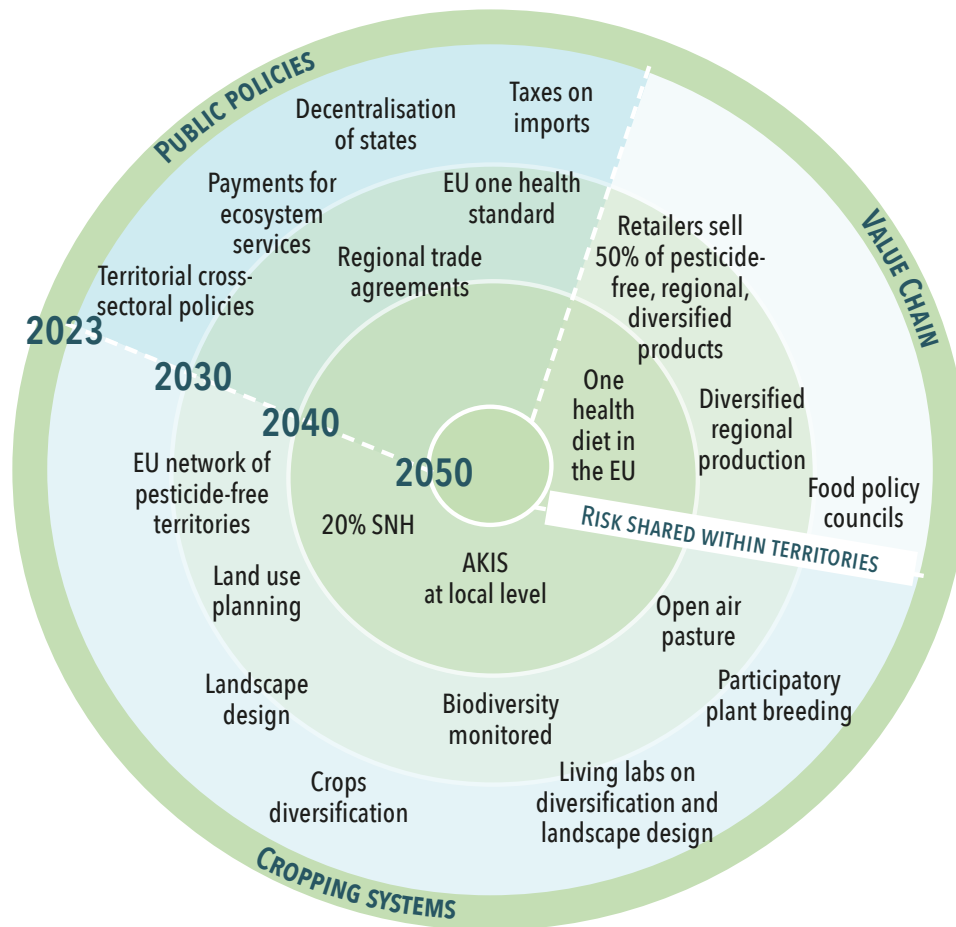 PUBLIC POLICIES
Decentralisation
of states
Taxes on
imports
Payments for
ecosystem
services
EU one health
standard
Territorial cross-
sectoral policies
Regional trade
agreements
VALUE CHAIN
Retailers sell
50% of pesticide-
free, regional,
diversified
products
One
health
diet in
the EU
Diversified
regional
production
Food policy
councils
2023
2030
2040
2050
RISK SHARED WITHIN TERRITORIES
EU network of
pesticide-free
territories
20% SNH
AKIS
at local level
Land use
planning
Open air
pasture
Landscape
design
Biodiversity
monitored
Participatory
plant breeding
Crops
diversification
Living labs on
diversification and
landscape design
CROPPING SYSTEMS